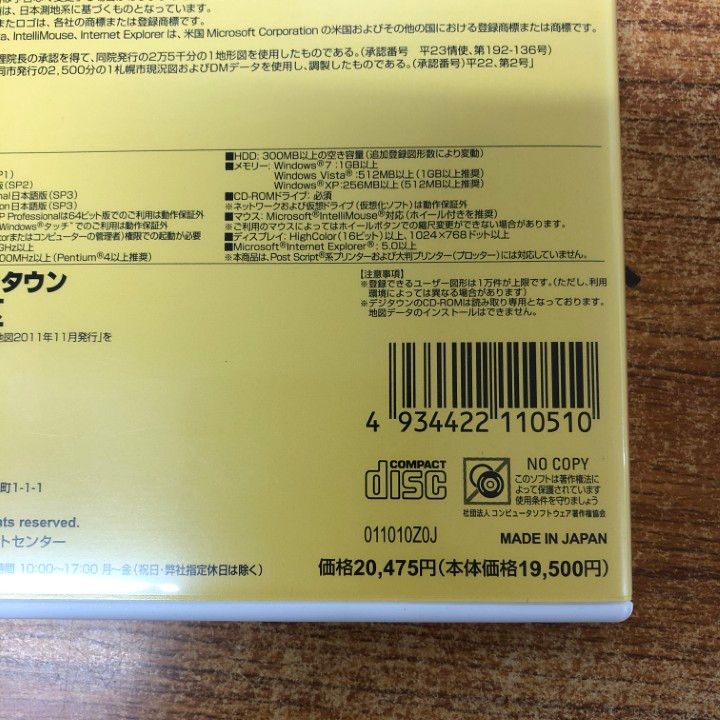 は、日本測地系に基づくものとなっています。
またロゴは、各社の商標または登録商標です。
ta、IntelliMouse、Internet Explorer は、米国 Microsoft Corporation の米国およびその他の国における登録商標または商標です。
理院長の承認を得て、同院発行の2万5千分の1地形図を使用したものである。(承認番号 平23情使、第192-136号)
同市発行の2,500分の1札幌市現況図およびDMデータを使用し、調製したものである。(承認番号)平22、第2号」
P1)
版(SP2)
nal日本語版(SP3)
on日本語版(SP3)
P Professionalは64ビット版でのご利用は動作保証外
Windows®タッチ"での利用は動作保証外
atorまたはコンピューターの管理者)権限での起動が必要
GHz以上
00MHz以上(Pentium®4以上推奨)
■HDD: 300MB以上の空き容量(追加登録図形数により変動)
■メモリー: Windows®7 :1GB以上
Windows Vista® :512MB以上(1GB以上推奨)
Windows®XP:256MB以上(512MB以上推奨)
■CD-ROMドライブ: 必須
※ネットワークおよび仮想ドライブ(仮想化ソフト)は動作保証外
■マウス: Microsoft®IntelliMouse®対応(ホイール付きを推奨)
※ご利用のマウスによってはホイールボタンでの縮尺変更ができない場合があります。
■ディスプレイ: HighColor(16ビット)以上、1024×768ドット以上
■Microsoft®Internet Explorer®: 5.0以上
※本商品は、Post Script®系プリンターおよび大判プリンター(プロッター)には対応していません。
タウン
地図2011年11月発行」を
【注意事項】
※登録できるユーザー図形は1万件が上限です。(ただし、利用
環境によっては異なる場合があります)
※デジタウンのCD-ROMは読み取り専用となっております。
地図データのインストールはできません。
4 934422 110510
町1-1-1
COMPACT
disc
NO COPY
このソフトは著作権法に
よって保護されています
使用条件を守りましょう
社団法人 コンピュータソフトウェア著作権協会
hts reserved.
ートセンター
011010Z0J
MADE IN JAPAN
時間 10:00〜17:00 月〜金(祝日・弊社指定休日は除く)
価格20,475円(本体価格19,500円)